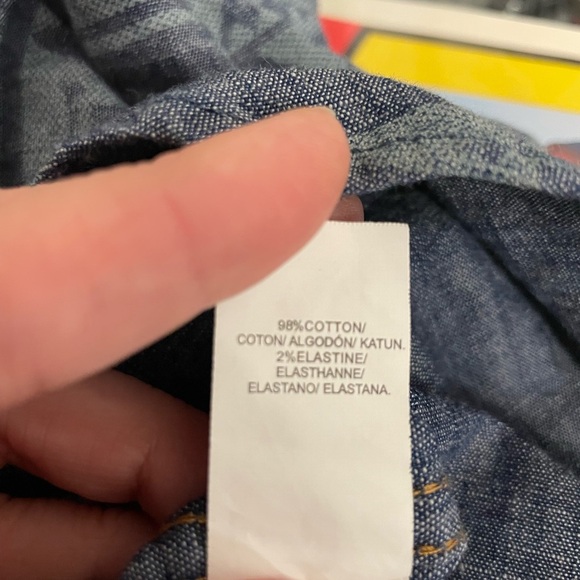 98%COTTON/
COTON/ ALGODÓN/ KATUN.
2%ELASTINE/
ELASTHANNE/
ELASTANO/ ELASTANA.